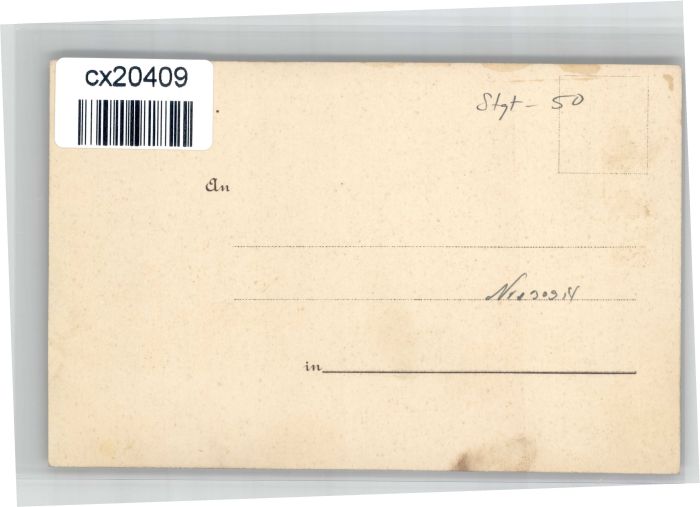 cx20409
Stgt - 50
An
in